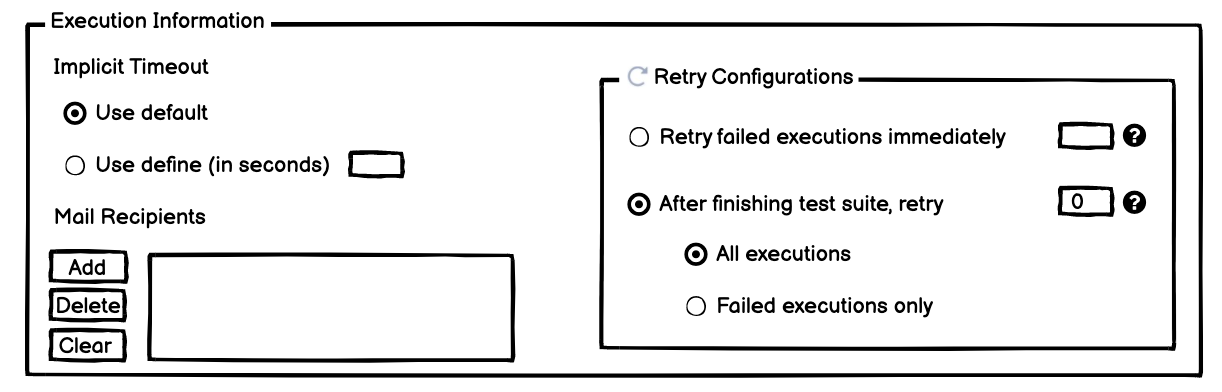 Execution Information
Implicit Timeout
Use default
Use define (in seconds)
Mail Recipients
Add
Delete
Clear
Retry Configurations
Retry failed executions immediately ?
After finishing test suite, retry 0 ?
All executions
Failed executions only